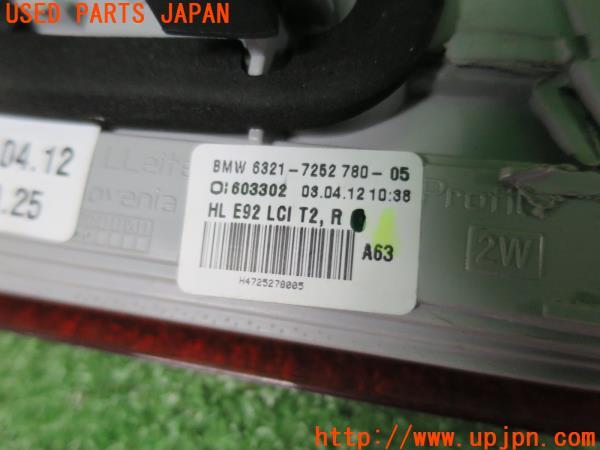 USED PARTS JAPAN
.04.12
.25
BMW 6321-7252 780-05
603302 03.04.12 10:38
HL E92 LCI T2, R
A63
H4725278005
2W
http://www.upjpn.com/